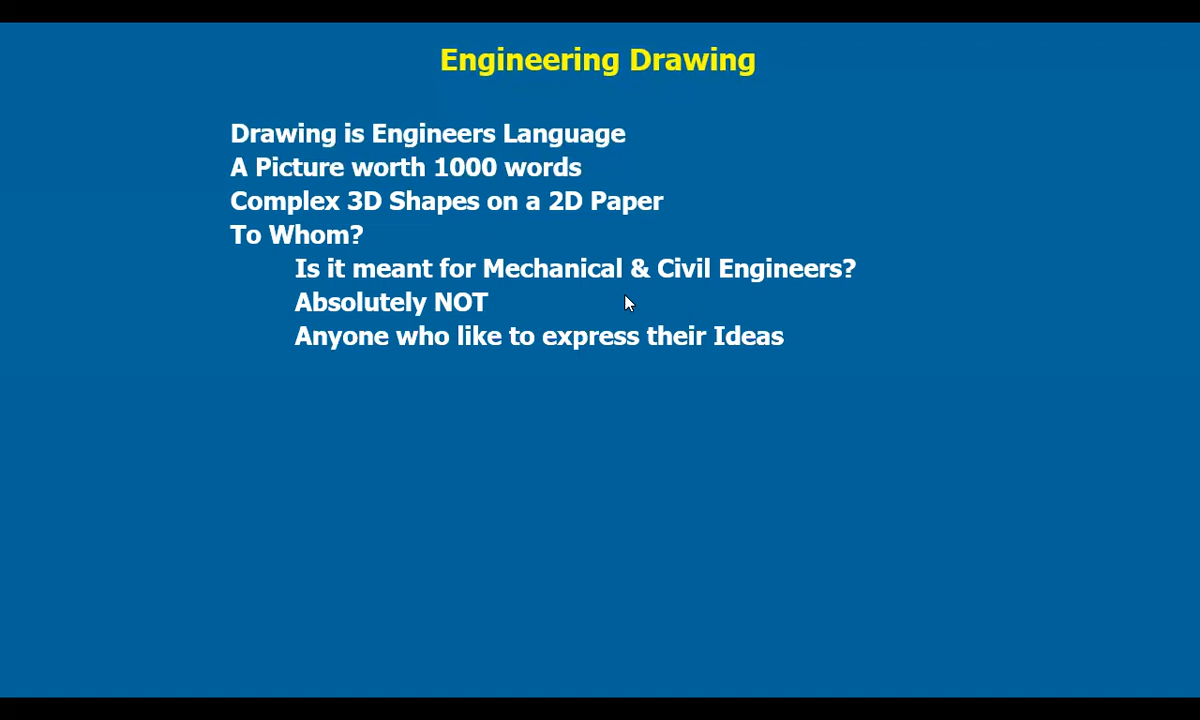 Engineering Drawing
Drawing is Engineers Language
A Picture worth 1000 words
Complex 3D Shapes on a 2D Paper
To Whom?
Is it meant for Mechanical & Civil Engineers?
Absolutely NOT
Anyone who like to express their Ideas